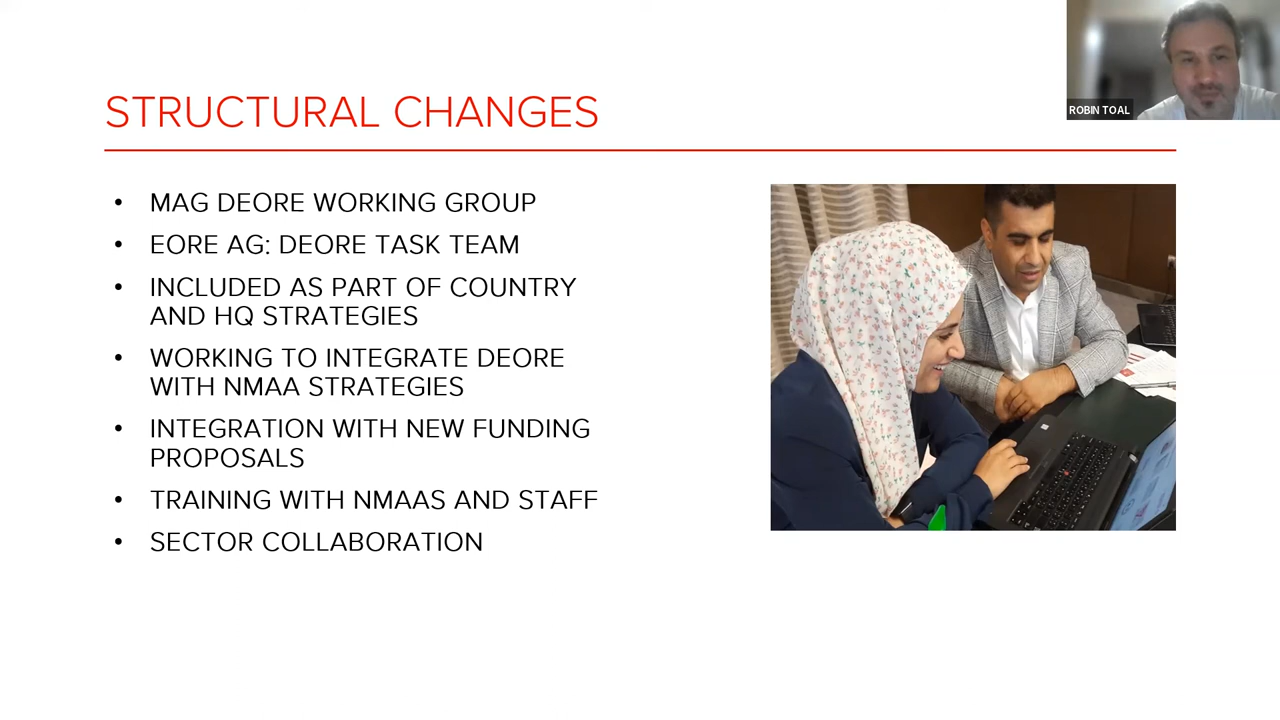 ROBIN TOAL
STRUCTURAL CHANGES
• MAG DEORE WORKING GROUP
• EORE AG: DEORE TASK TEAM
• INCLUDED AS PART OF COUNTRY
AND HQ STRATEGIES
• WORKING TO INTEGRATE DEORE
WITH NMAA STRATEGIES
• INTEGRATION WITH NEW FUNDING
PROPOSALS
• TRAINING WITH NMAAS AND STAFF
• SECTOR COLLABORATION